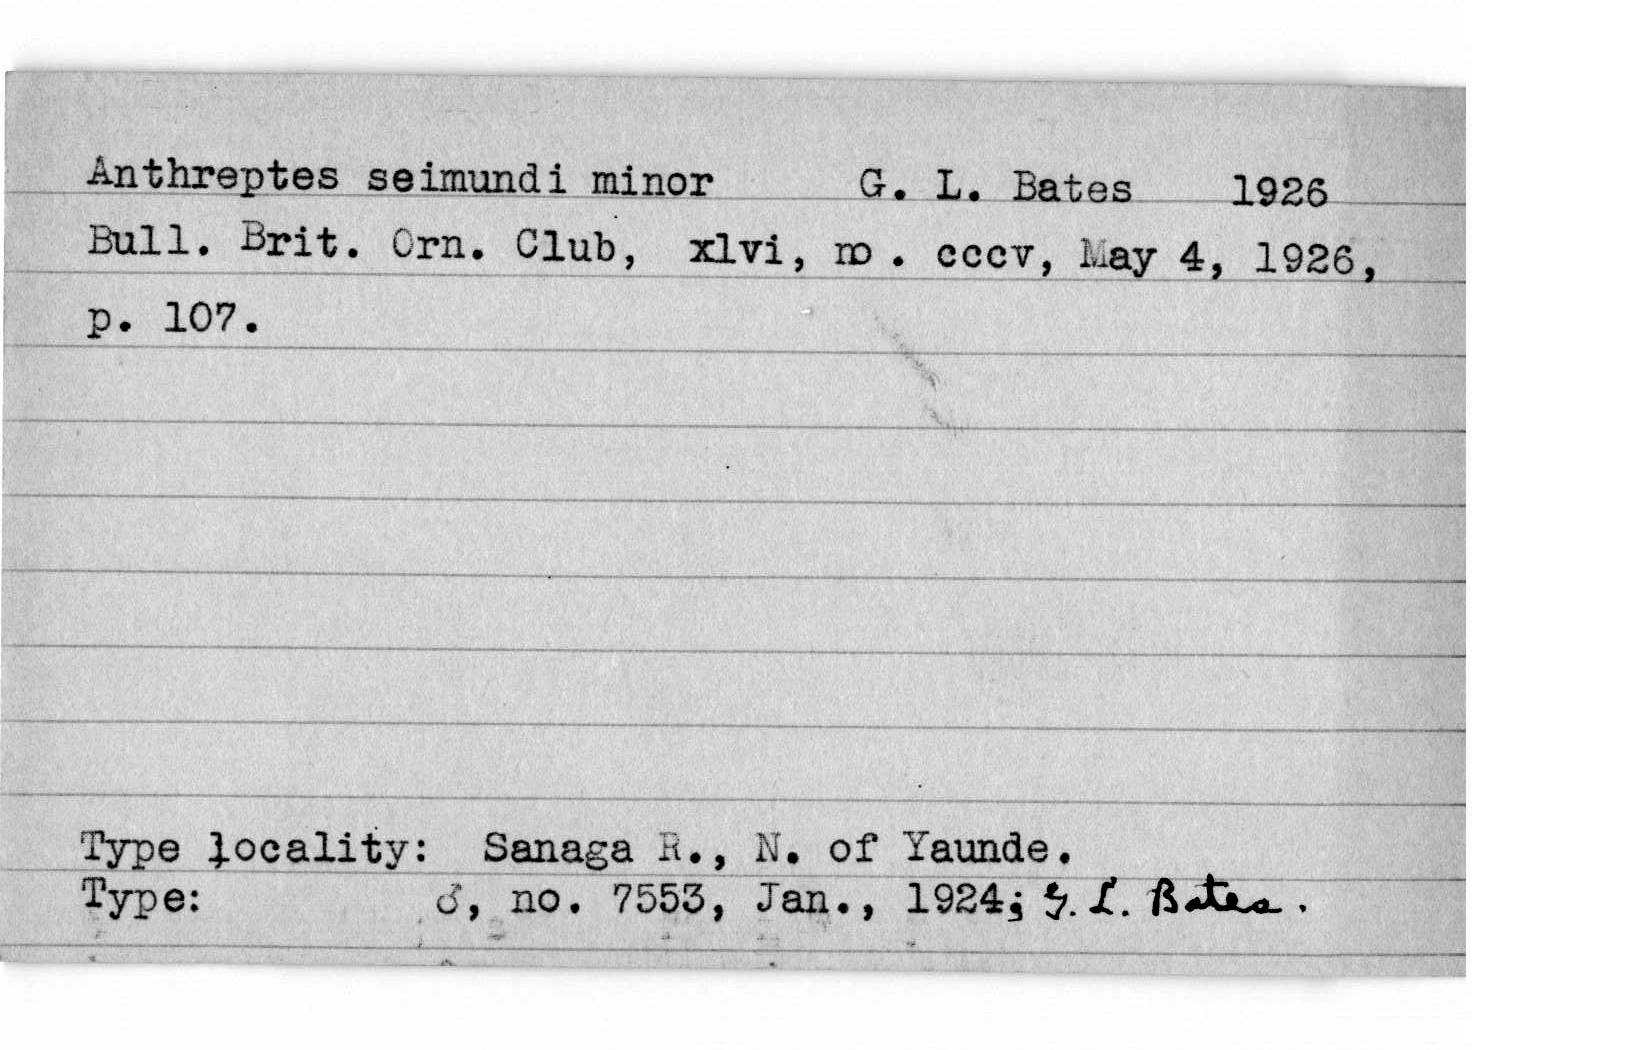 Anthreptes seimundi minor G. L. Bates 1926
Bull. Brit. Orn. Club, xlvi, no . cccv, May 4, 1926,
p. 107.
Type locality: Sanaga R., N. of Yaunde.
Type: ♂, no. 7553, Jan., 1924; G. L. Bates.